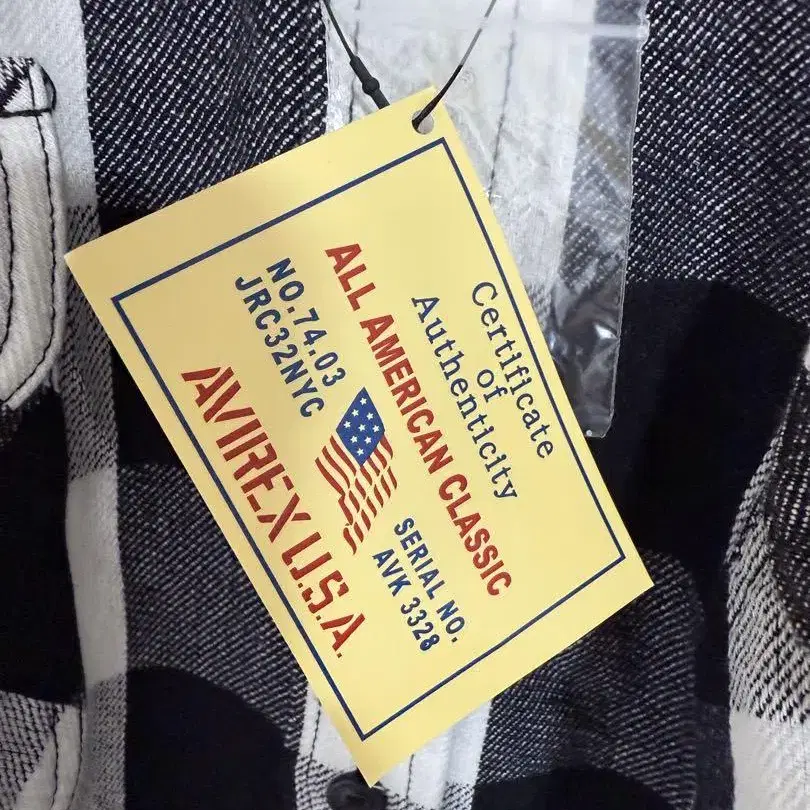 Certificate
of
Authenticity
ALL AMERICAN CLASSIC
NO.74.03
JRC32NYC
SERIAL NO.
AVK 3328
AVIREX U.S.A.